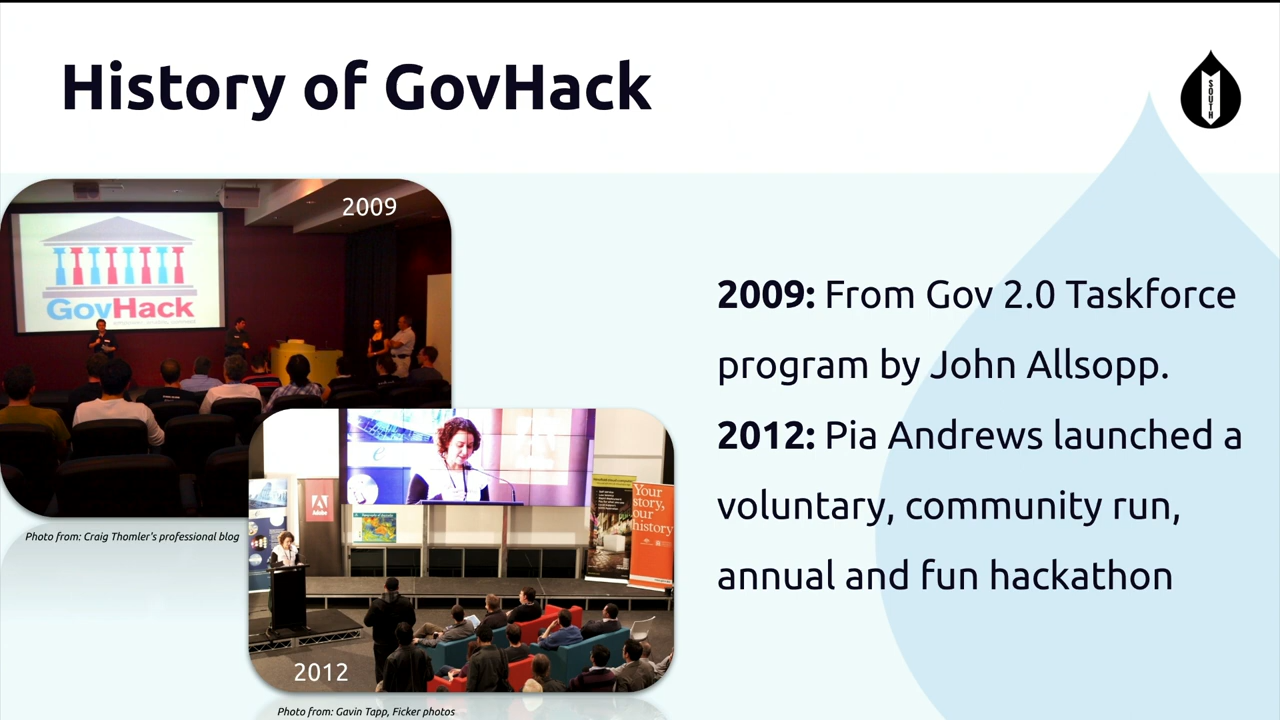 History of GovHack
SOUTH
2009
GovHack
2009: From Gov 2.0 Taskforce
program by John Allsopp.
2012: Pia Andrews launched a
voluntary, community run,
annual and fun hackathon
Adobe
Your
story,
our
history
Photo from: Craig Thomler's professional blog
2012
Photo from: Gavin Tapp, Ficker photos